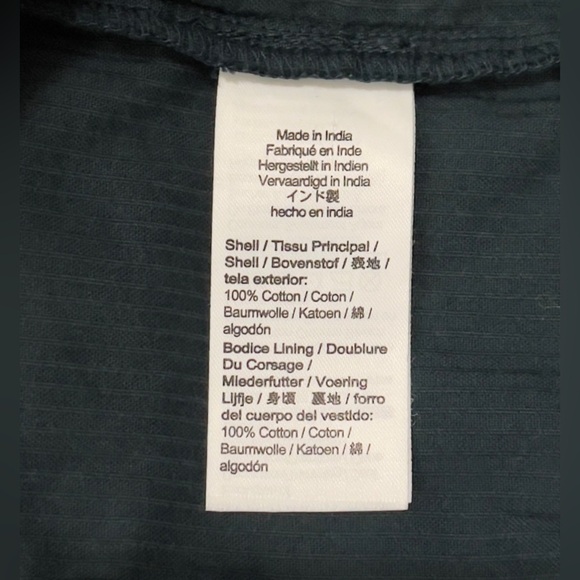 Made in India
Fabriqué en Inde
Hergestellt in Indien
Vervaardigd in India
インド製
hecho en india
Shell / Tissu Principal /
Shell / Bovenstof / 表地 /
tela exterior:
100% Cotton / Coton /
Baumwolle / Katoen / 綿 /
algodón
Bodice Lining / Doublure
Du Corsage /
Miederfutter / Voering
Lijfje / 身頃 裏地 / forro
del cuerpo del vestido:
100% Cotton / Coton /
Baumwolle / Katoen / 綿 /
algodón